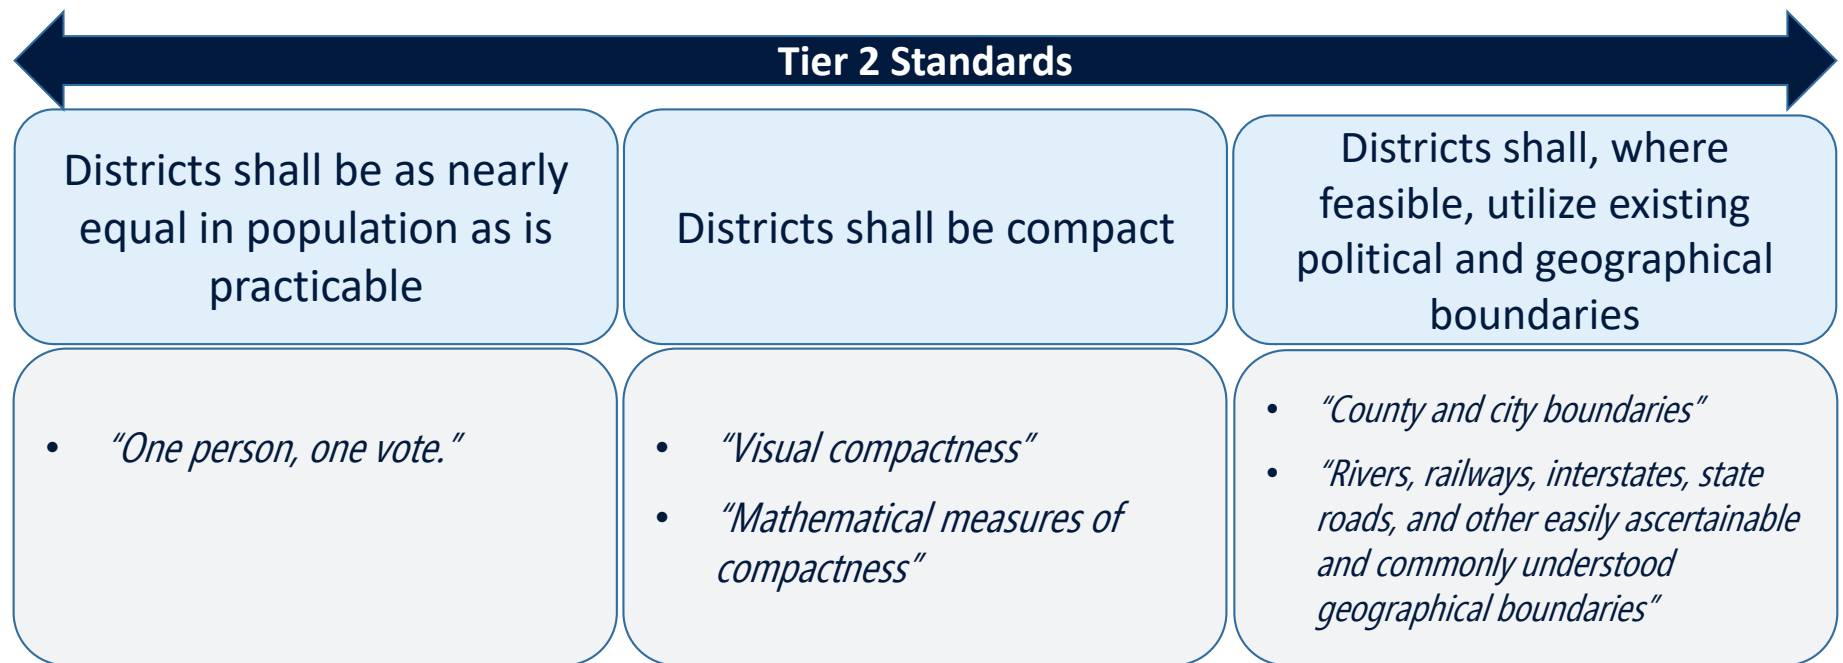 Tier 2 Standards
Districts shall be as nearly
equal in population as is
practicable
Districts shall be compact
Districts shall, where
feasible, utilize existing
political and geographical
boundaries
• “One person, one vote.”
• “Visual compactness”
• “Mathematical measures of
compactness”
• “County and city boundaries”
• “Rivers, railways, interstates, state
roads, and other easily ascertainable
and commonly understood
geographical boundaries”